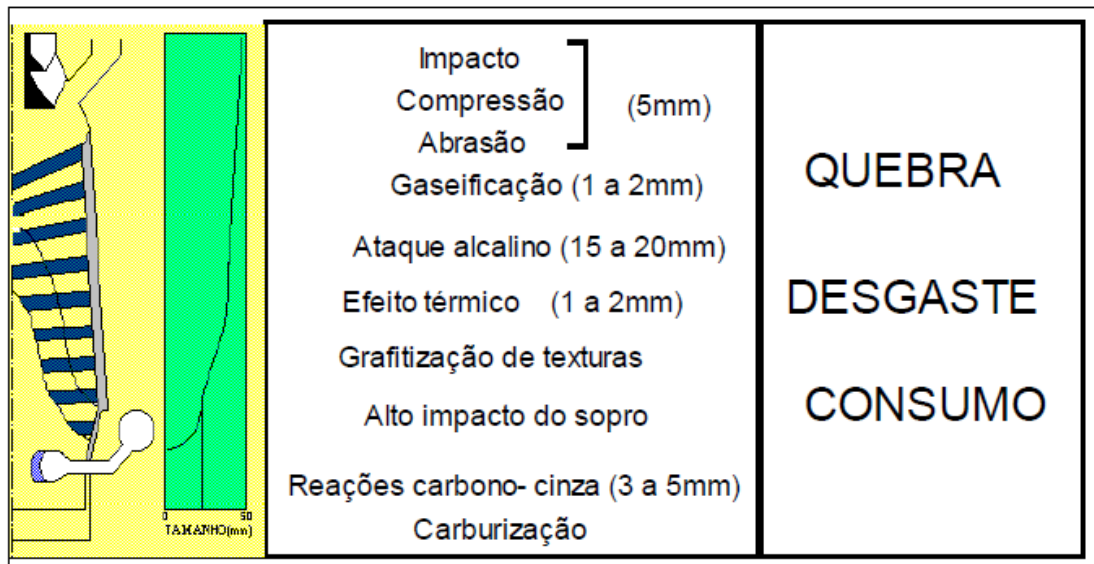 Impacto
Compressão
(5mm)
Abrasão
Gaseificação (1 a 2mm)
Ataque alcalino (15 a 20mm)
Efeito térmico (1 a 2mm)
Grafitização de texturas
Alto impacto do sopro
Reações carbono- cinza (3 a 5mm)
Carburização
QUEBRA
DESGASTE
CONSUMO
0 50
TAMANHO(mm)